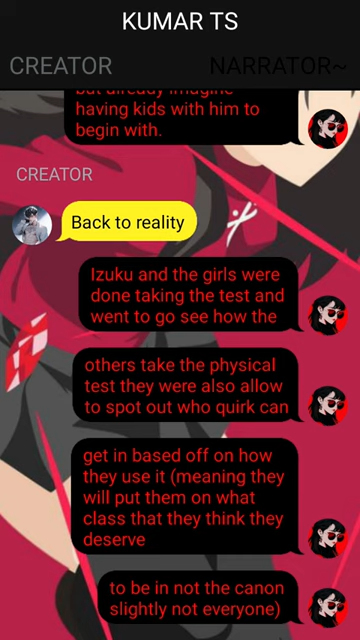 KUMAR TS
CREATOR
NARRATOR~
but already imagine
having kids with him to
begin with.
CREATOR
Back to reality
Izuku and the girls were
done taking the test and
went to go see how the
others take the physical
test they were also allow
to spot out who quirk can
get in based off on how
they use it (meaning they
will put them on what
class that they think they
deserve
to be in not the canon
slightly not everyone)